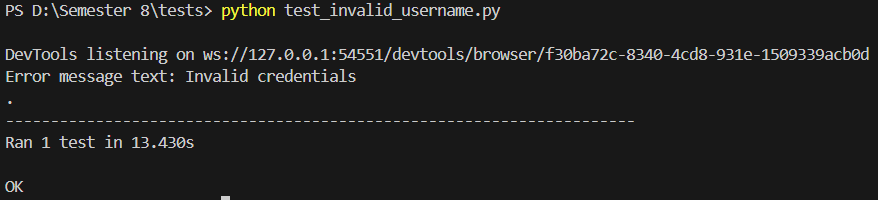 PS D:\Semester 8\tests> python test_invalid_username.py
DevTools listening on ws://127.0.0.1:54551/devtools/browser/f30ba72c-8340-4cd8-931e-1509339acb0d
Error message text: Invalid credentials
.
----------------------------------------------------------------------
Ran 1 test in 13.430s
OK